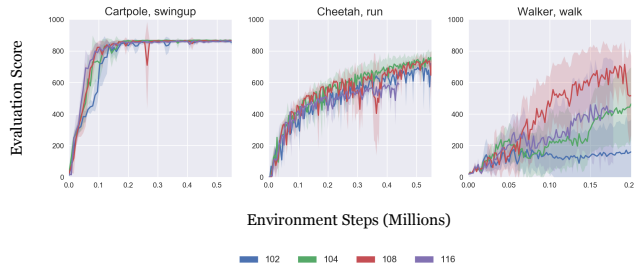 Cartpole, swingup
Cheetah, run
Walker, walk
Evaluation Score
1000
800
600
400
200
0
0.0 0.1 0.2 0.3 0.4 0.5
1000
800
600
400
200
0
0.0 0.1 0.2 0.3 0.4 0.5
1000
800
600
400
200
0
0.00 0.05 0.10 0.15 0.20
Environment Steps (Millions)
102 104 108 116